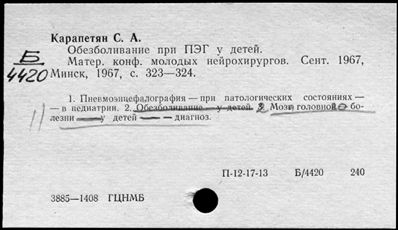 Карапетян С. А.
Обезболивание при ПЭГ у детей.
Б
4420
Матер. конф. молодых нейрохирургов. Сент. 1967,
Минск, 1967, с. 323—324.
1. Пневмоэнцефалография — при патологических состояниях —
— в педиатрии. 2. Обезболивание — у детей. 2. Мозг головной — бо-
лезни — у детей — — диагноз.
П-12-17-13 Б/4420 240
3885—1408 ГЦНМБ